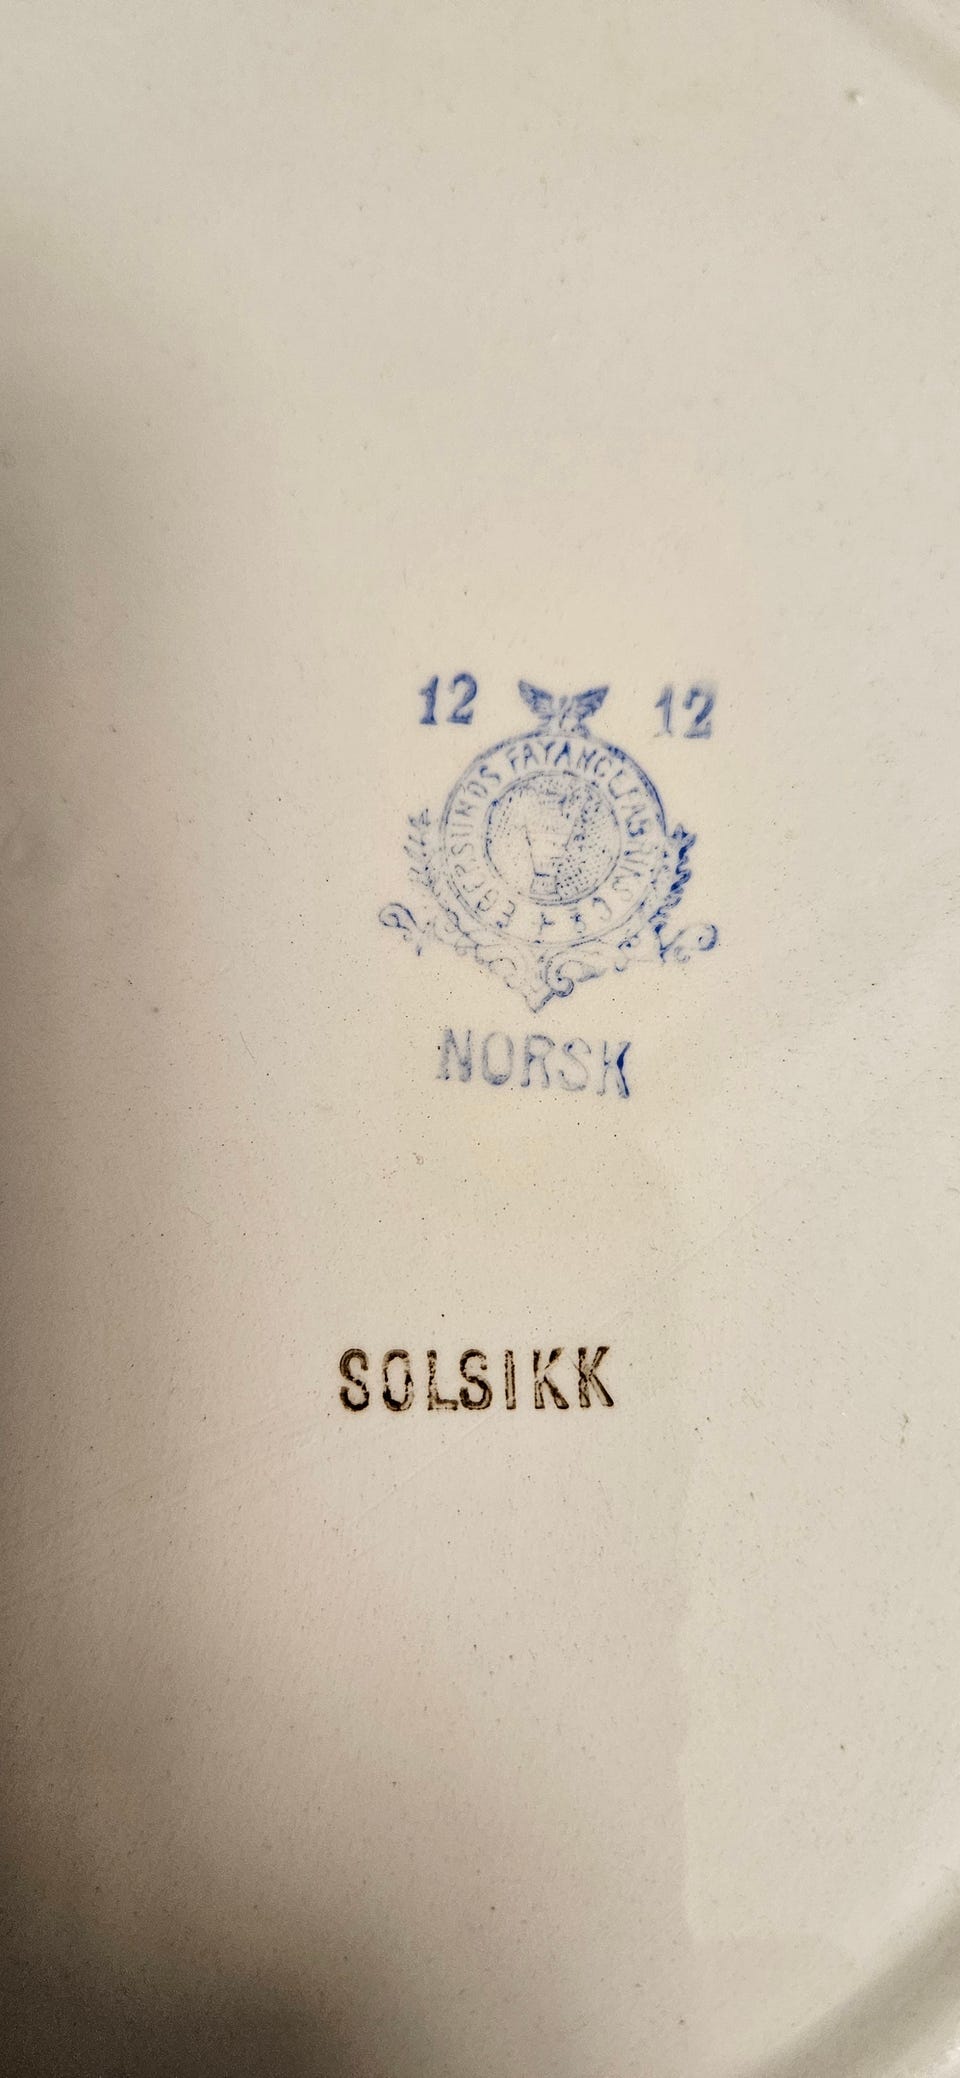 12 12
EGERSUNDS FAYANCEFABRIKS CO
NORSK
SOLSIKK